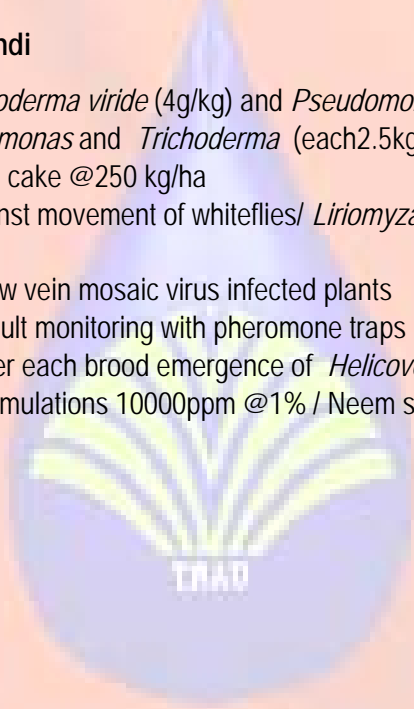 ndi
oderma viride (4g/kg) and Pseudomo
monas and Trichoderma (each2.5kg
cake @250 kg/ha
nst movement of whiteflies/ Liriomyza
w vein mosaic virus infected plants
ult monitoring with pheromone traps
er each brood emergence of Helicove
mulations 10000ppm @1% / Neem s
TNAU